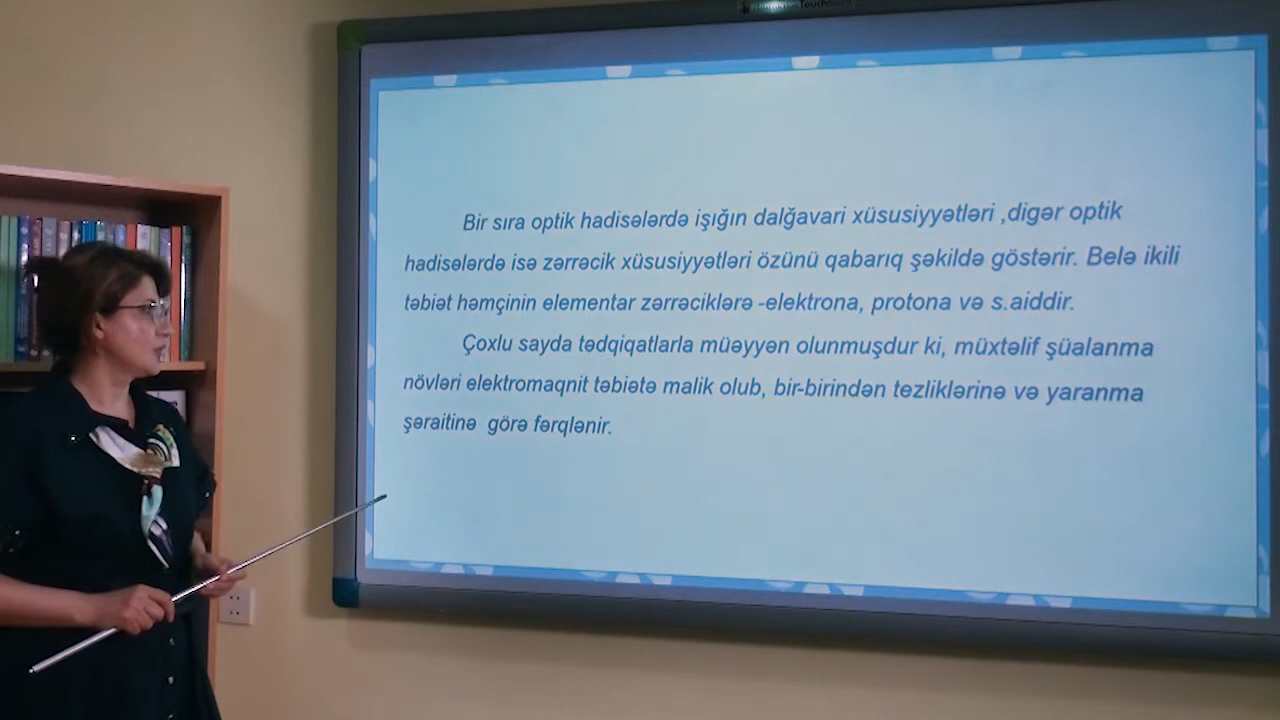 Bir sıra optik hadisələrdə işığın dalğavari xüsusiyyətləri ,digər optik
hadisələrdə isə zərrəcik xüsusiyyətləri özünü qabarıq şəkildə göstərir. Belə ikili
təbiət həmçinin elementar zərrəciklərə -elektrona, protona və s.aiddir.
Çoxlu sayda tədqiqatlarla müəyyən olunmuşdur ki, müxtəlif şüalanma
növləri elektromaqnit təbiətə malik olub, bir-birindən tezliklərinə və yaranma
şəraitinə görə fərqlənir.